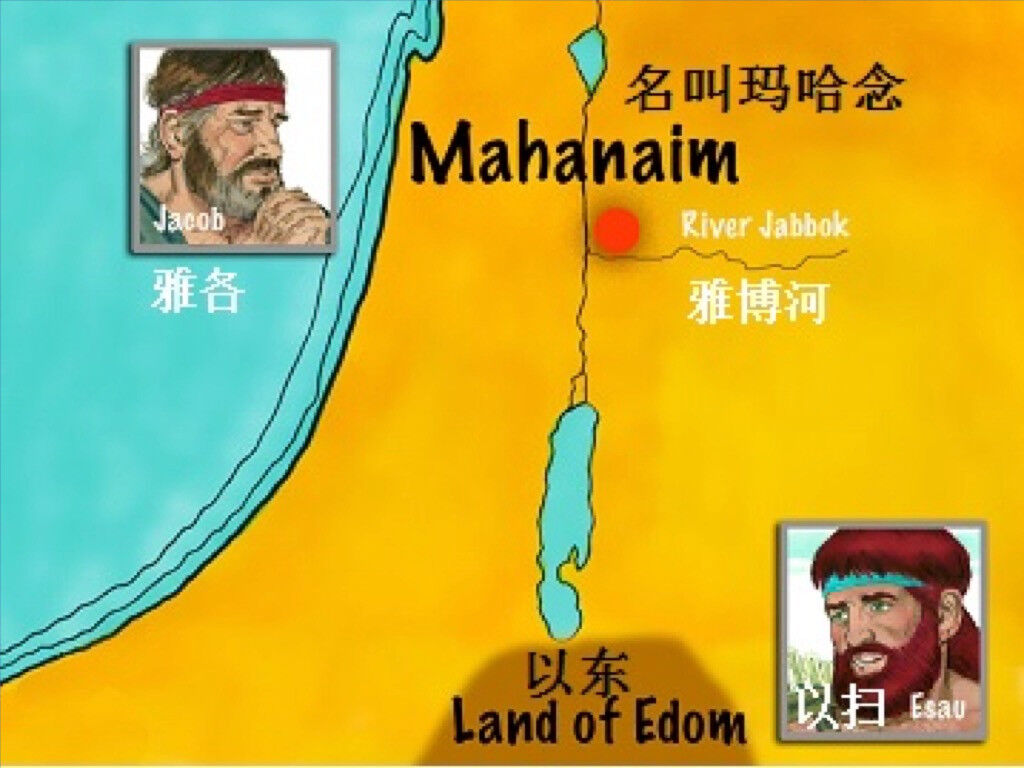 名叫玛哈念
Mahanaim
Jacob
雅各
River Jabbok
雅博河
以东
Land of Edom
以扫 Esau